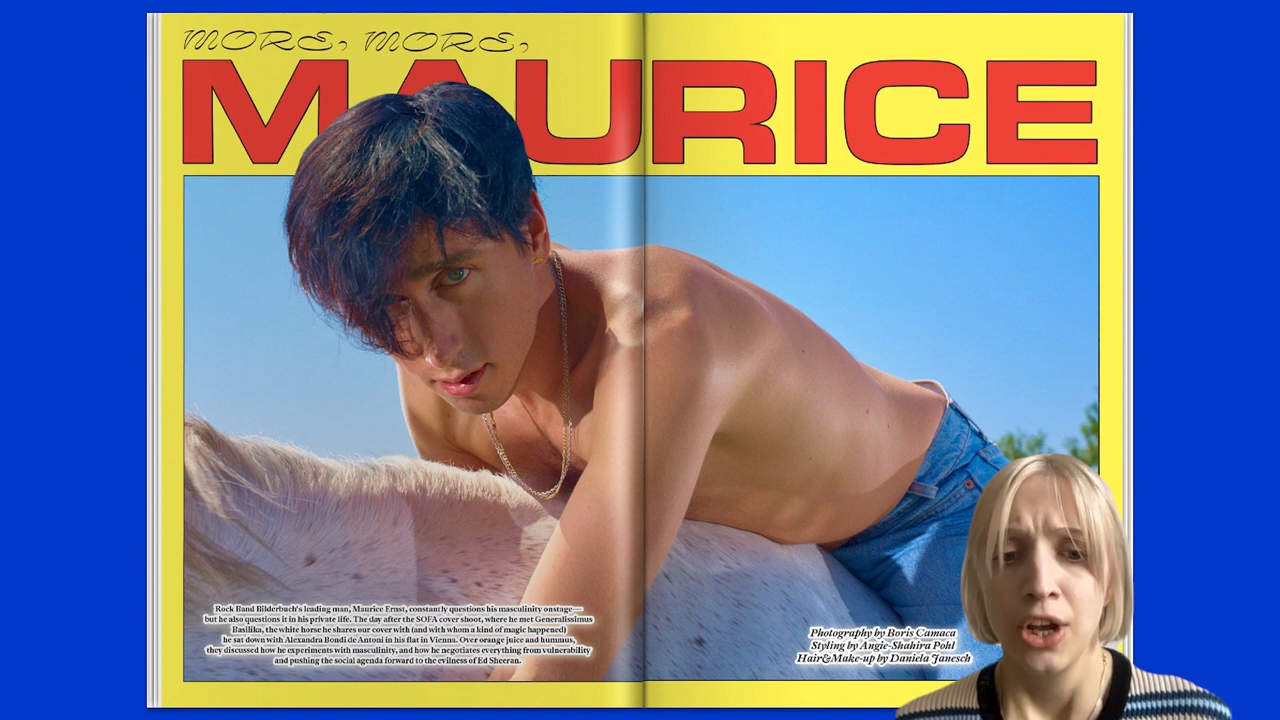 MORE, MORE,
MAURICE
Rock Band Bilderbuch's leading man, Maurice Ernst, constantly questions his masculinity onstage—
but he also questions it in his private life. The day after the SOFA cover shoot, where he met Generalissimus
Basilika, the white horse he shares our cover with (and with whom a kind of magic happened)
he sat down with Alexandra Bondi de Antoni in his flat in Vienna. Over orange juice and hummus,
they discussed how he experiments with masculinity, and how he negotiates everything from vulnerability
and pushing the social agenda forward to the evilness of Ed Sheeran.
Photography by Boris Camaca
Styling by Angie-Shahira Pohl
Hair&Make-up by Daniela Janesch